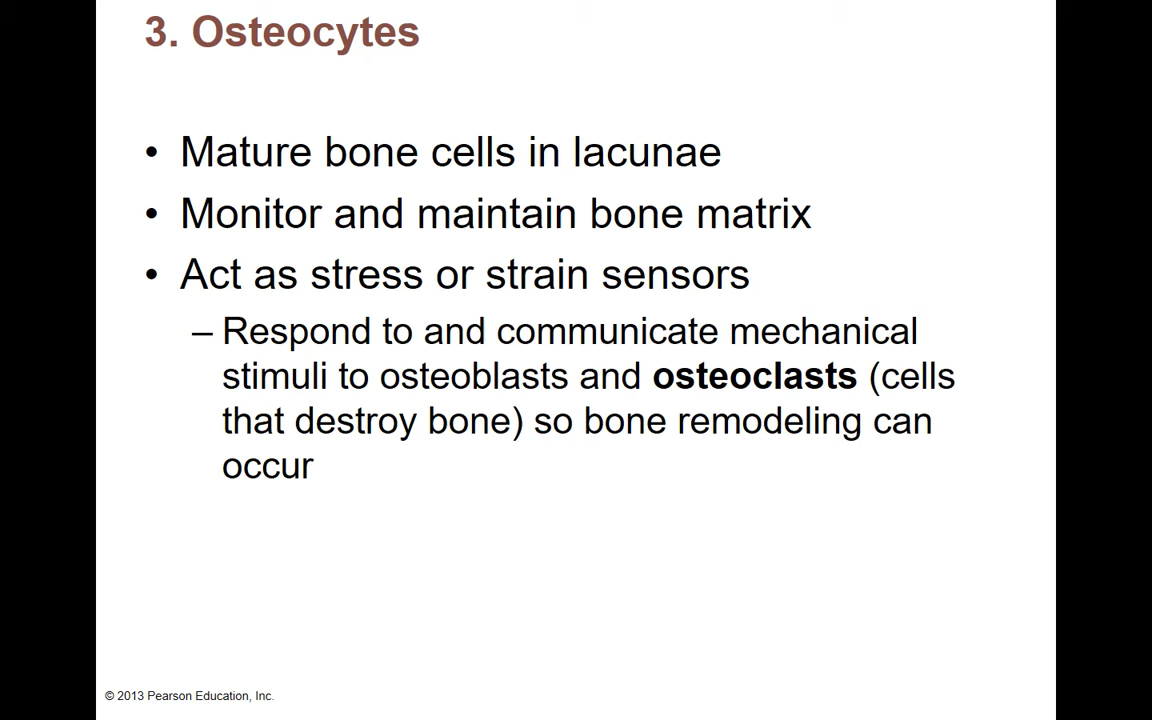 3. Osteocytes
• Mature bone cells in lacunae
• Monitor and maintain bone matrix
• Act as stress or strain sensors
– Respond to and communicate mechanical
stimuli to osteoblasts and osteoclasts (cells
that destroy bone) so bone remodeling can
occur
© 2013 Pearson Education, Inc.